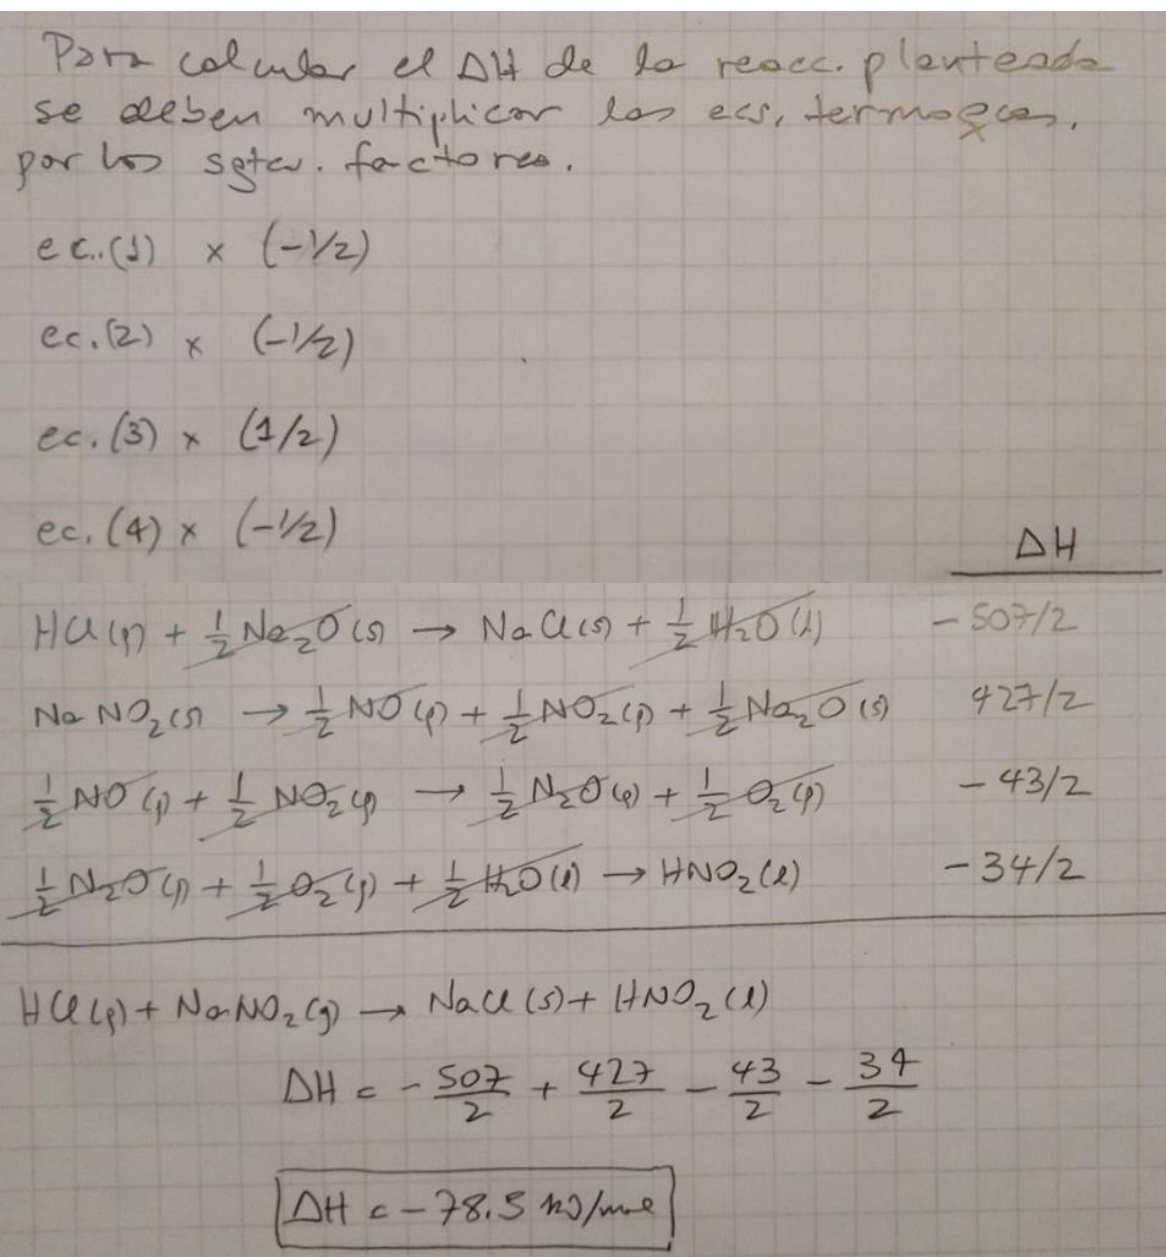 Para calcular el ΔH de la reacc. planteada
se deben multiplicar las ecs. termoqcas.
por los sgtes. factores.
ec.(1) x (-1/2)
ec.(2) x (-1/2)
ec.(3) x (1/2)
ec.(4) x (-1/2)
ΔH
HCl(g) + 1/2 Na₂O(s) → NaCl(s) + 1/2 H₂O(l) -507/2
NaNO₂(s) → 1/2 NO(g) + 1/2 NO₂(g) + 1/2 Na₂O(s) 427/2
1/2 NO(g) + 1/2 NO₂(g) → 1/2 N₂O(g) + 1/2 O₂(g) -43/2
1/2 N₂O(g) + 1/2 O₂(g) + 1/2 H₂O(l) → HNO₂(l) -34/2
HCl(g) + NaNO₂(g) → NaCl(s) + HNO₂(l)
ΔH = -507/2 + 427/2 - 43/2 - 34/2
ΔH = -78.5 kJ/mol